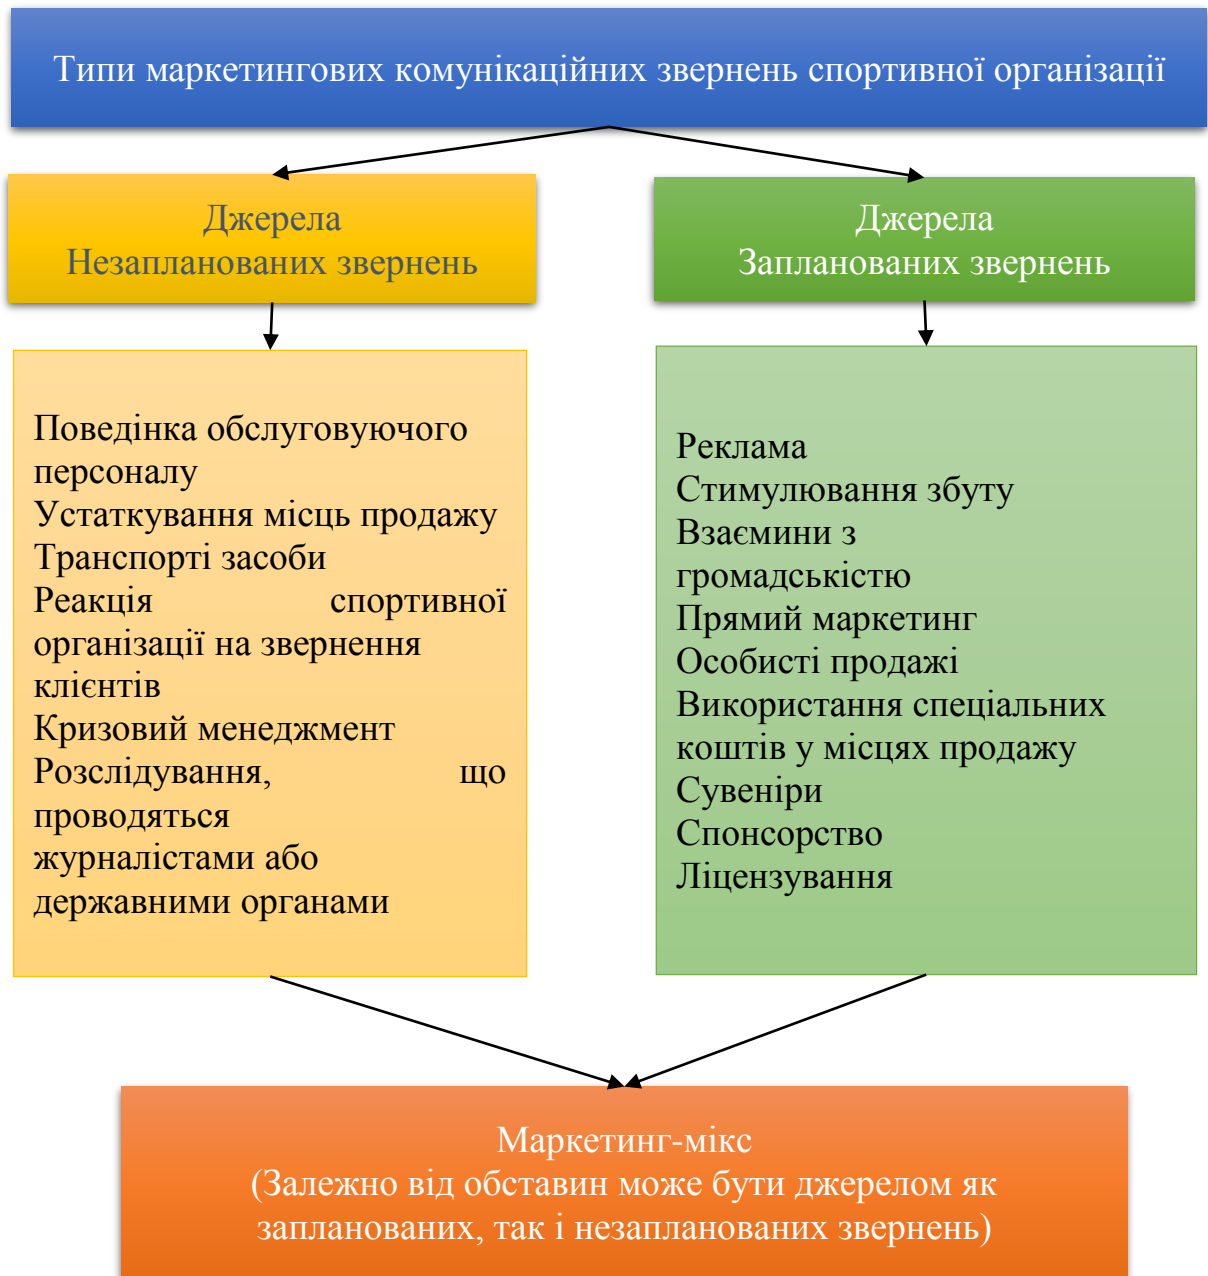 Типи маркетингових комунікаційних звернень спортивної організації
Джерела
Незапланованих звернень
Джерела
Запланованих звернень
Поведінка обслуговуючого
персоналу
Устаткування місць продажу
Транспорті засоби
Реакція спортивної
організації на звернення
клієнтів
Кризовий менеджмент
Розслідування, що
проводяться
журналістами або
державними органами
Реклама
Стимулювання збуту
Взаємини з
громадськістю
Прямий маркетинг
Особисті продажі
Використання спеціальних
коштів у місцях продажу
Сувеніри
Спонсорство
Ліцензування
Маркетинг-мікс
(Залежно від обставин може бути джерелом як
запланованих, так і незапланованих звернень)